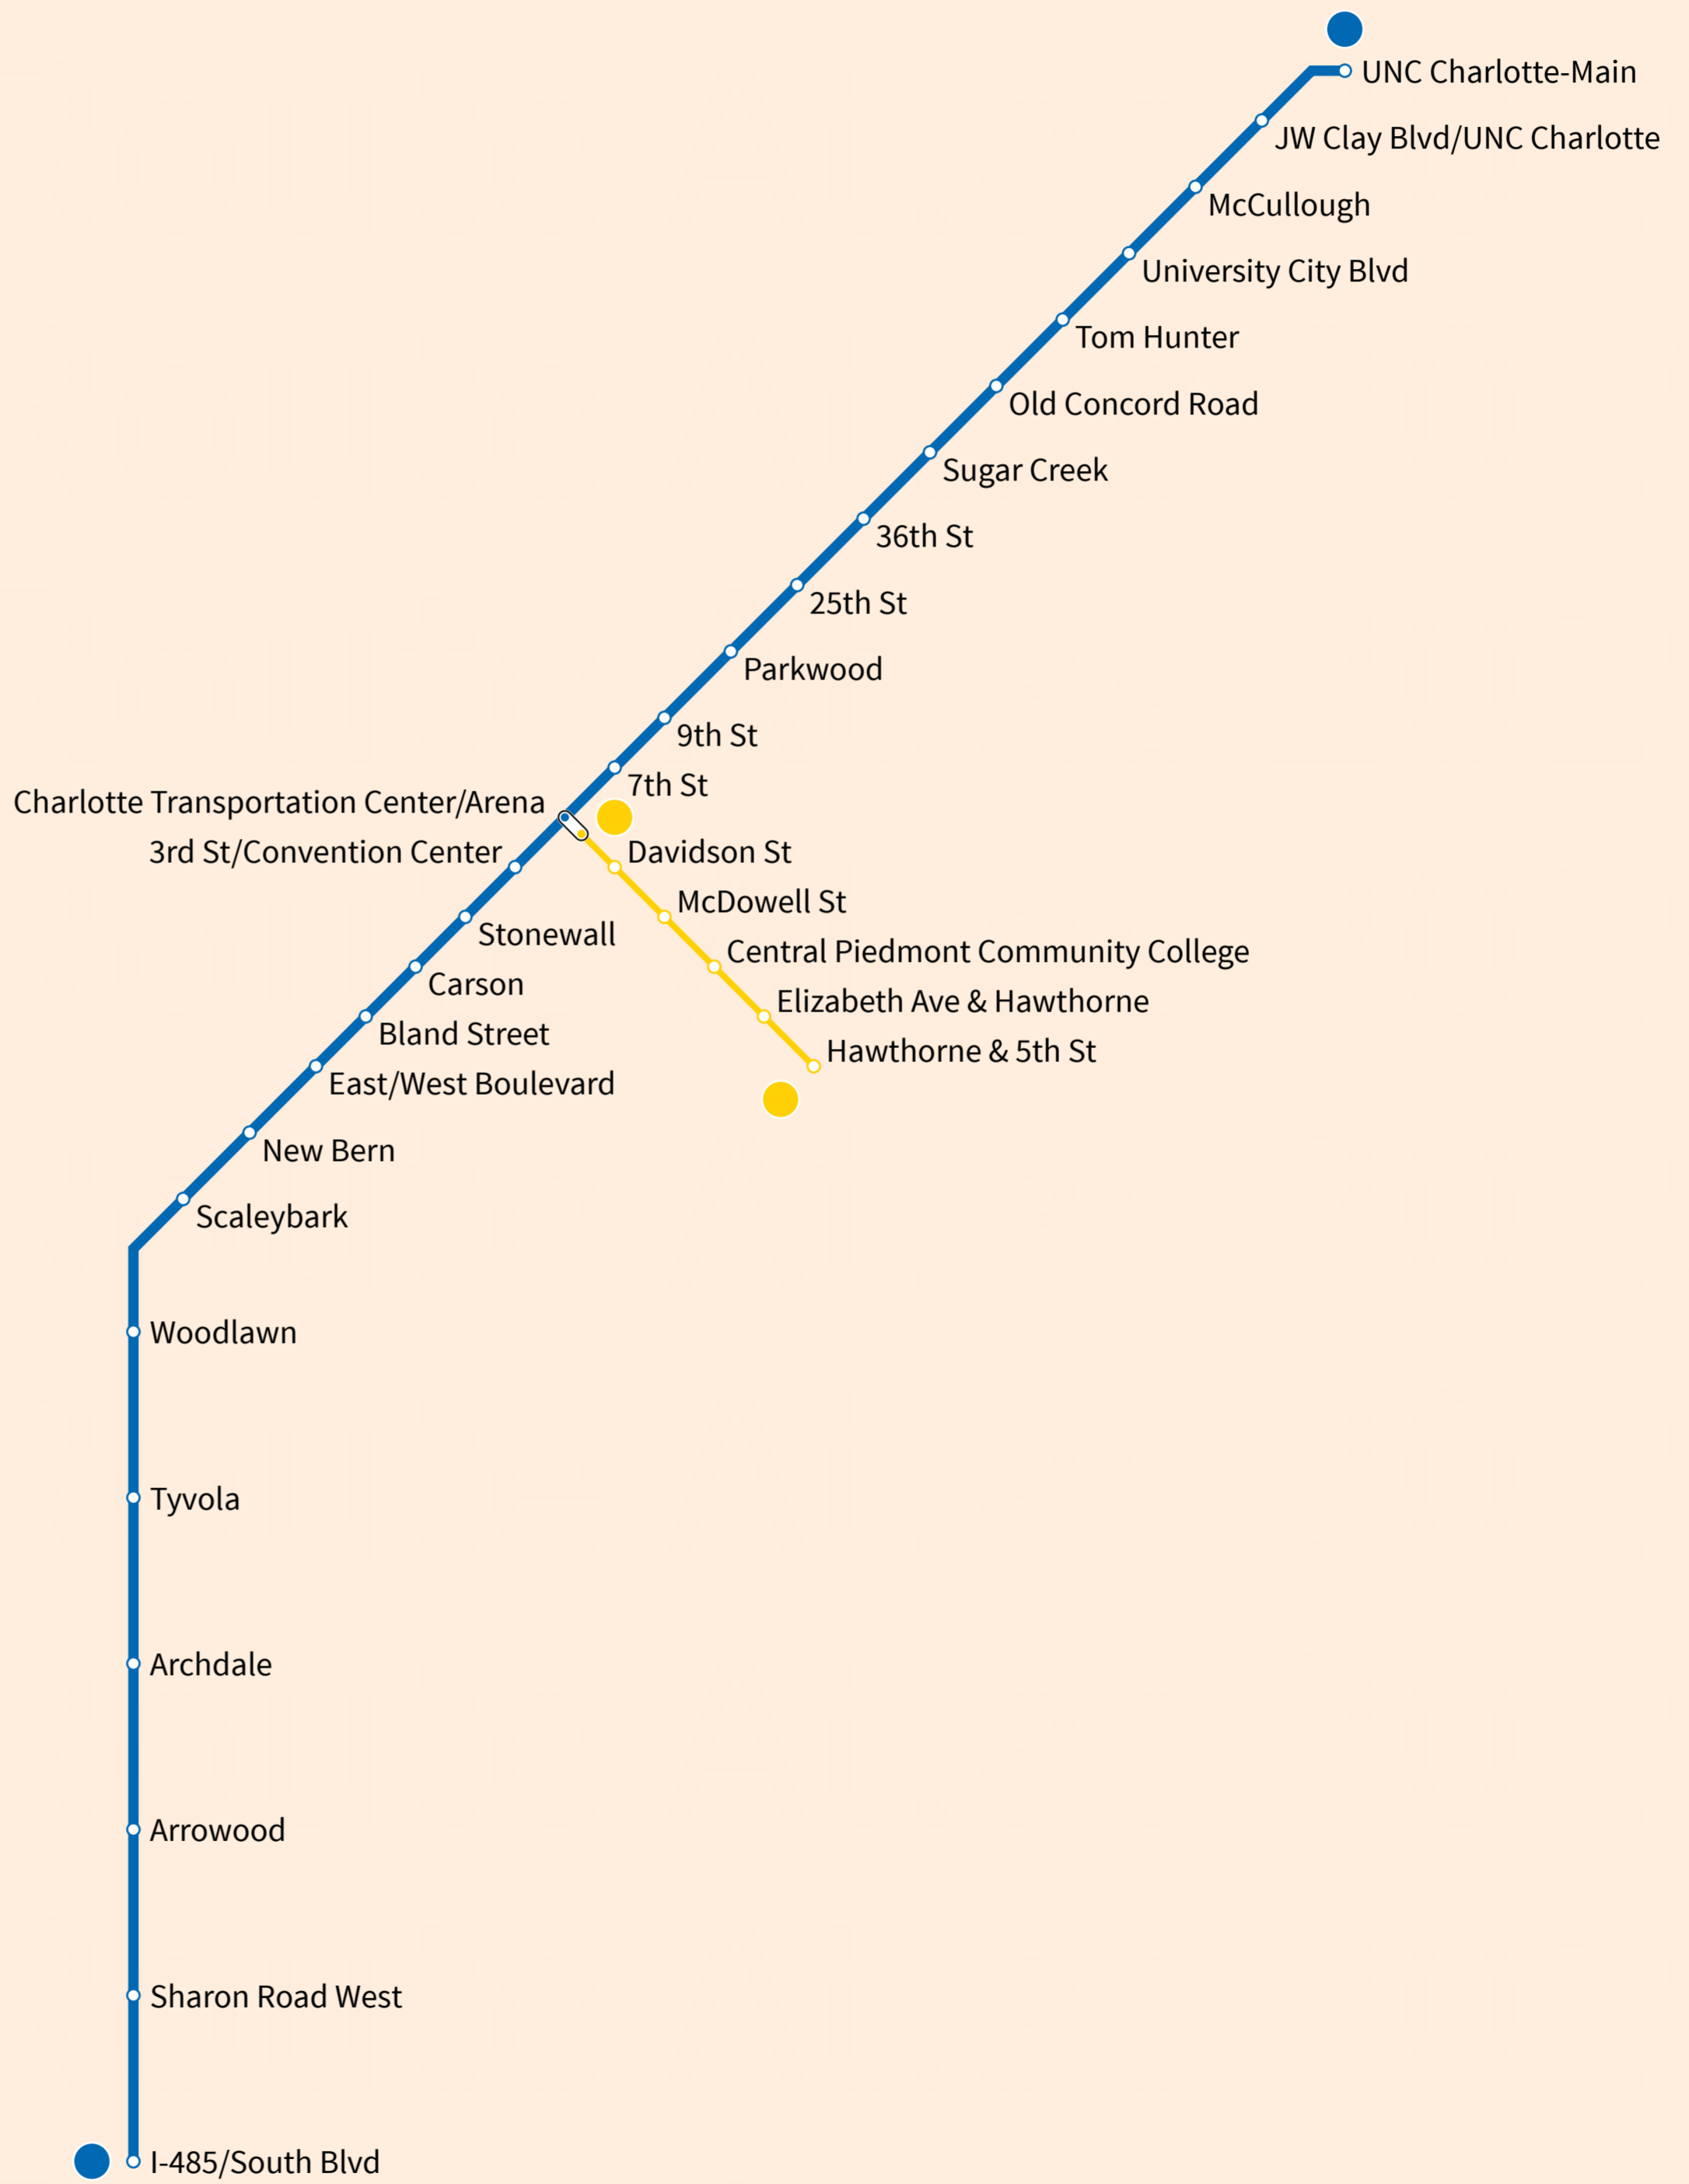 UNC Charlotte-Main
JW Clay Blvd/UNC Charlotte
McCullough
University City Blvd
Tom Hunter
Old Concord Road
Sugar Creek
36th St
25th St
Parkwood
9th St
7th St
Charlotte Transportation Center/Arena
3rd St/Convention Center
Davidson St
McDowell St
Stonewall
Central Piedmont Community College
Carson
Elizabeth Ave & Hawthorne
Bland Street
Hawthorne & 5th St
East/West Boulevard
New Bern
Scaleybark
Woodlawn
Tyvola
Archdale
Arrowood
Sharon Road West
I-485/South Blvd